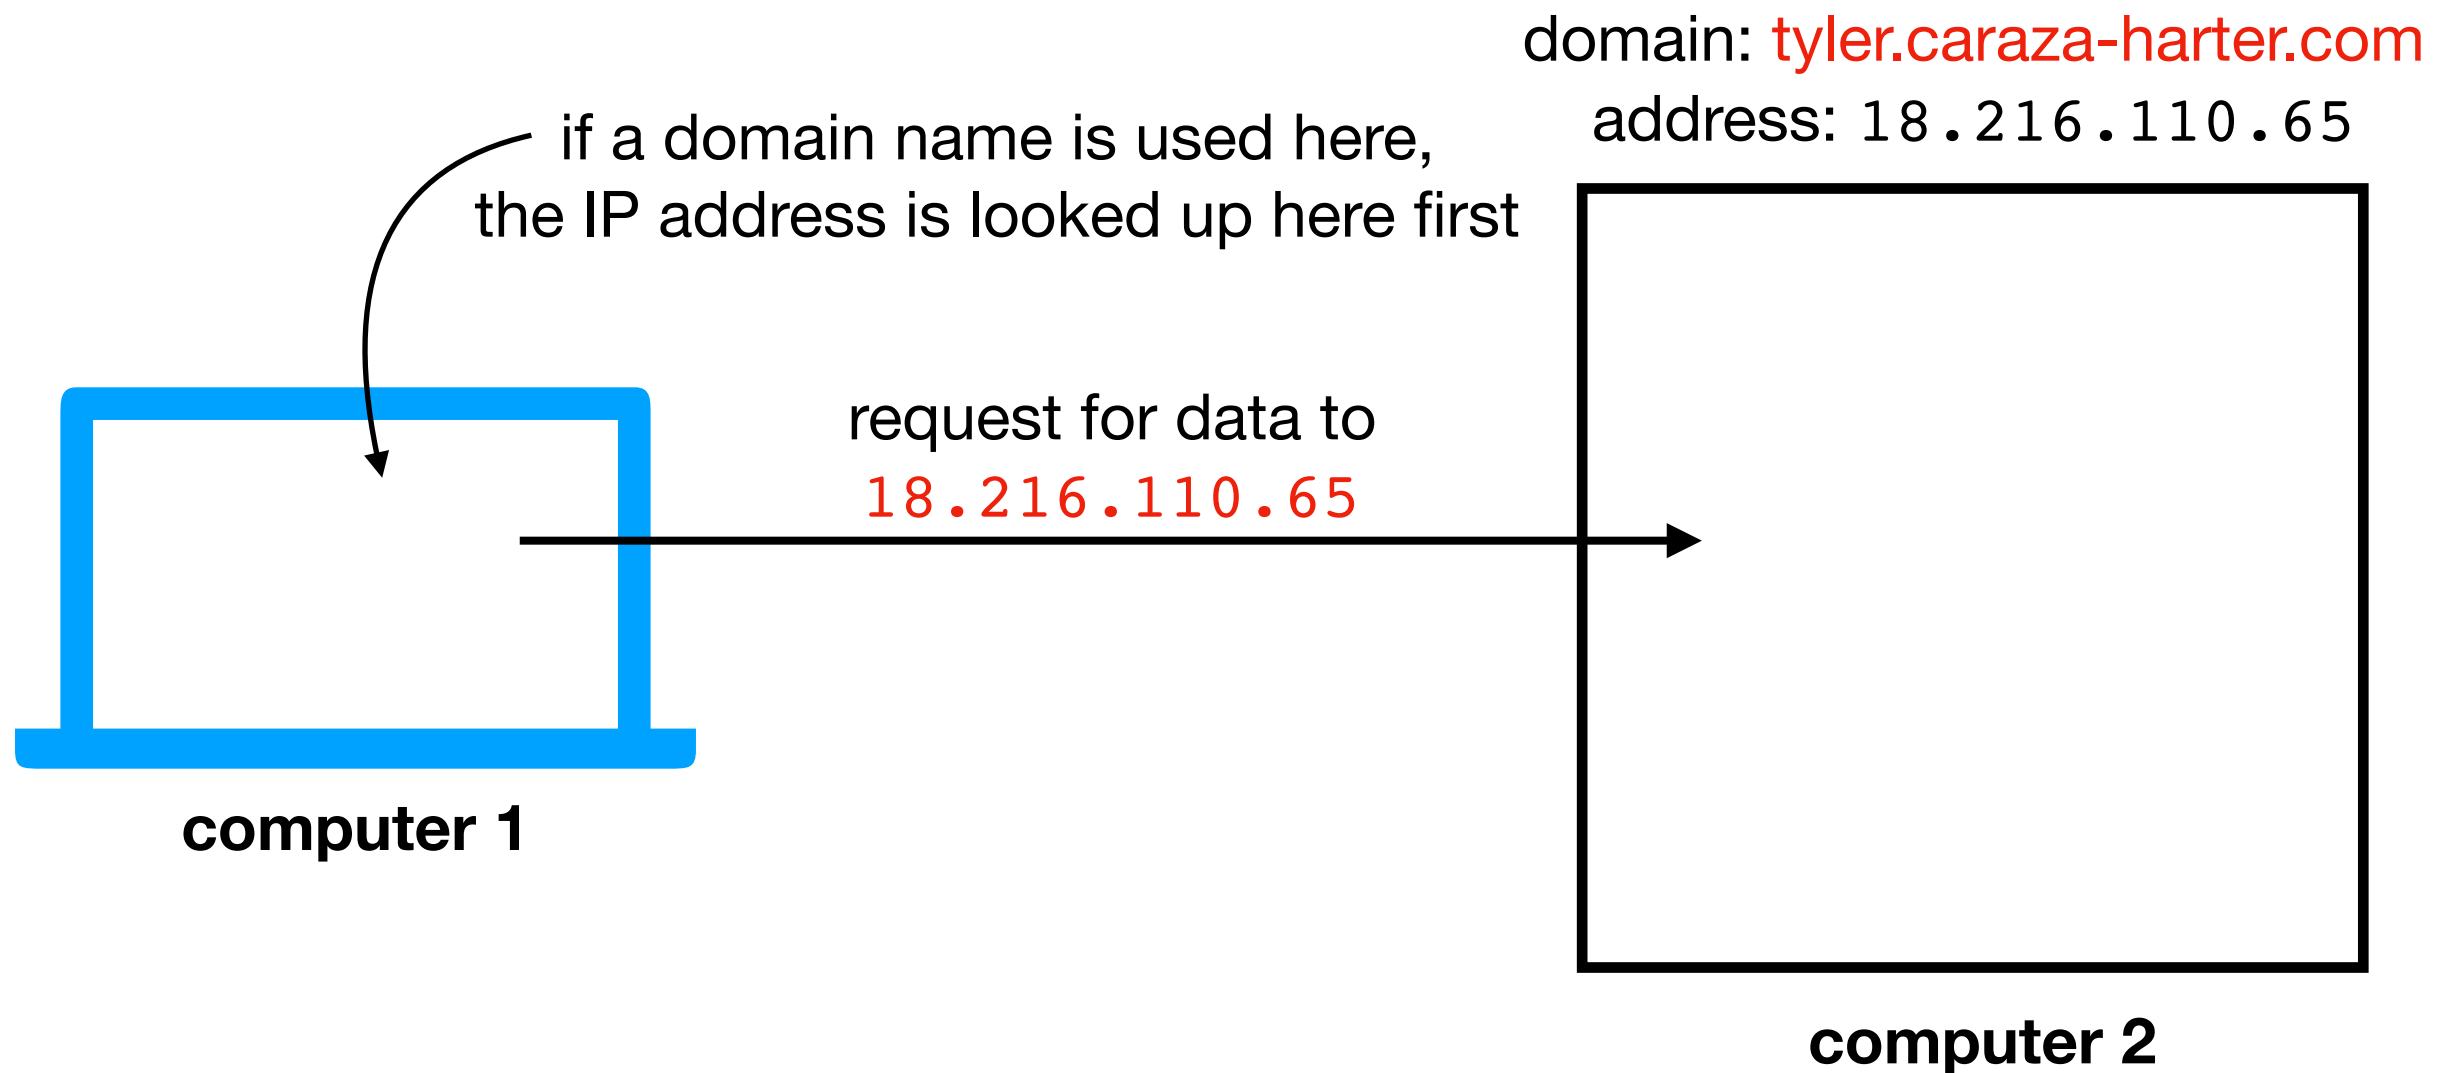 domain: tyler.caraza-harter.com
address: 18.216.110.65
if a domain name is used here,
the IP address is looked up here first
request for data to
18.216.110.65
computer 1
computer 2